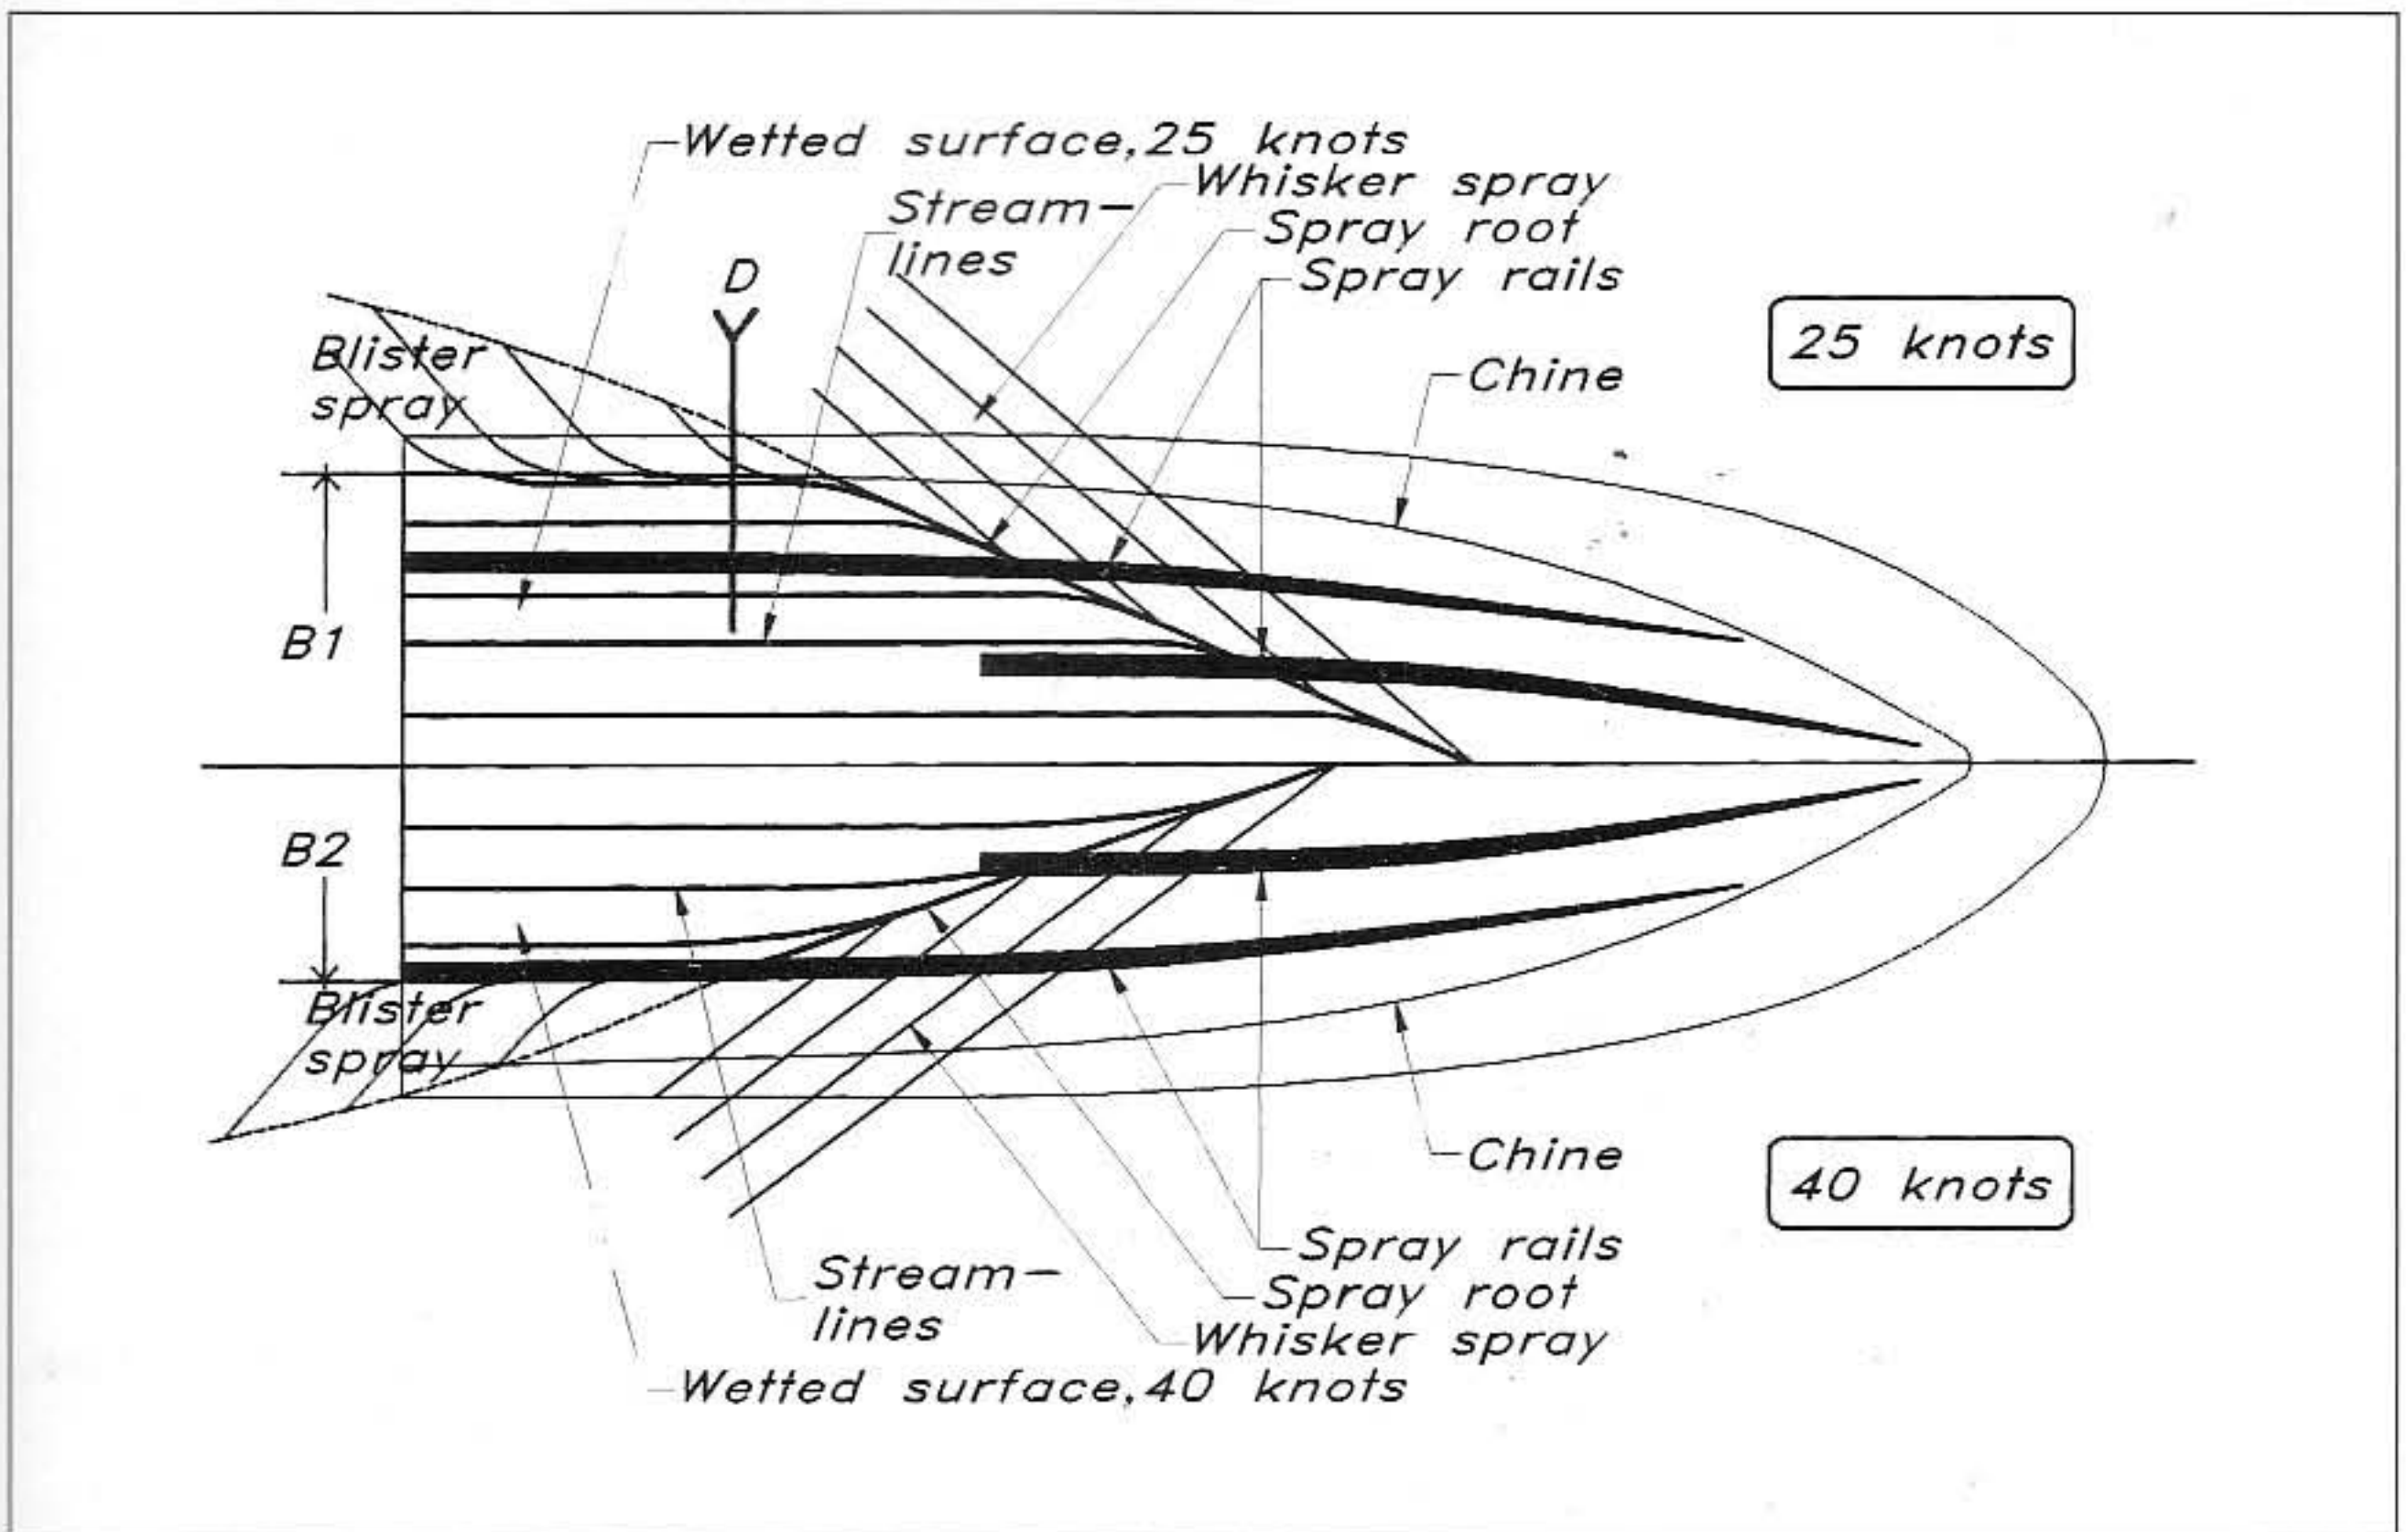 Wetted surface, 25 knots
Whisker spray
Stream-
lines
Spray root
Spray rails
D
25 knots
Blister
spray
Chine
B1
B2
Blister
spray
Chine
40 knots
Spray rails
Stream-
lines
Spray root
Whisker spray
Wetted surface, 40 knots